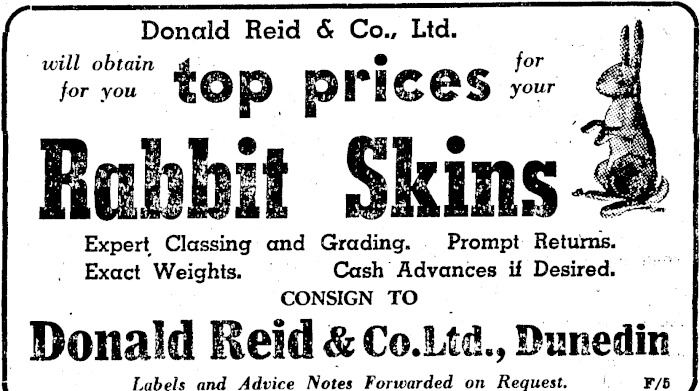 Donald Reid & Co., Ltd.
will obtain for you top prices for your
Rabbit Skins
Expert Classing and Grading. Prompt Returns.
Exact Weights. Cash Advances if Desired.
CONSIGN TO
Donald Reid & Co.Ltd., Dunedin
Labels and Advice Notes Forwarded on Request. F/5